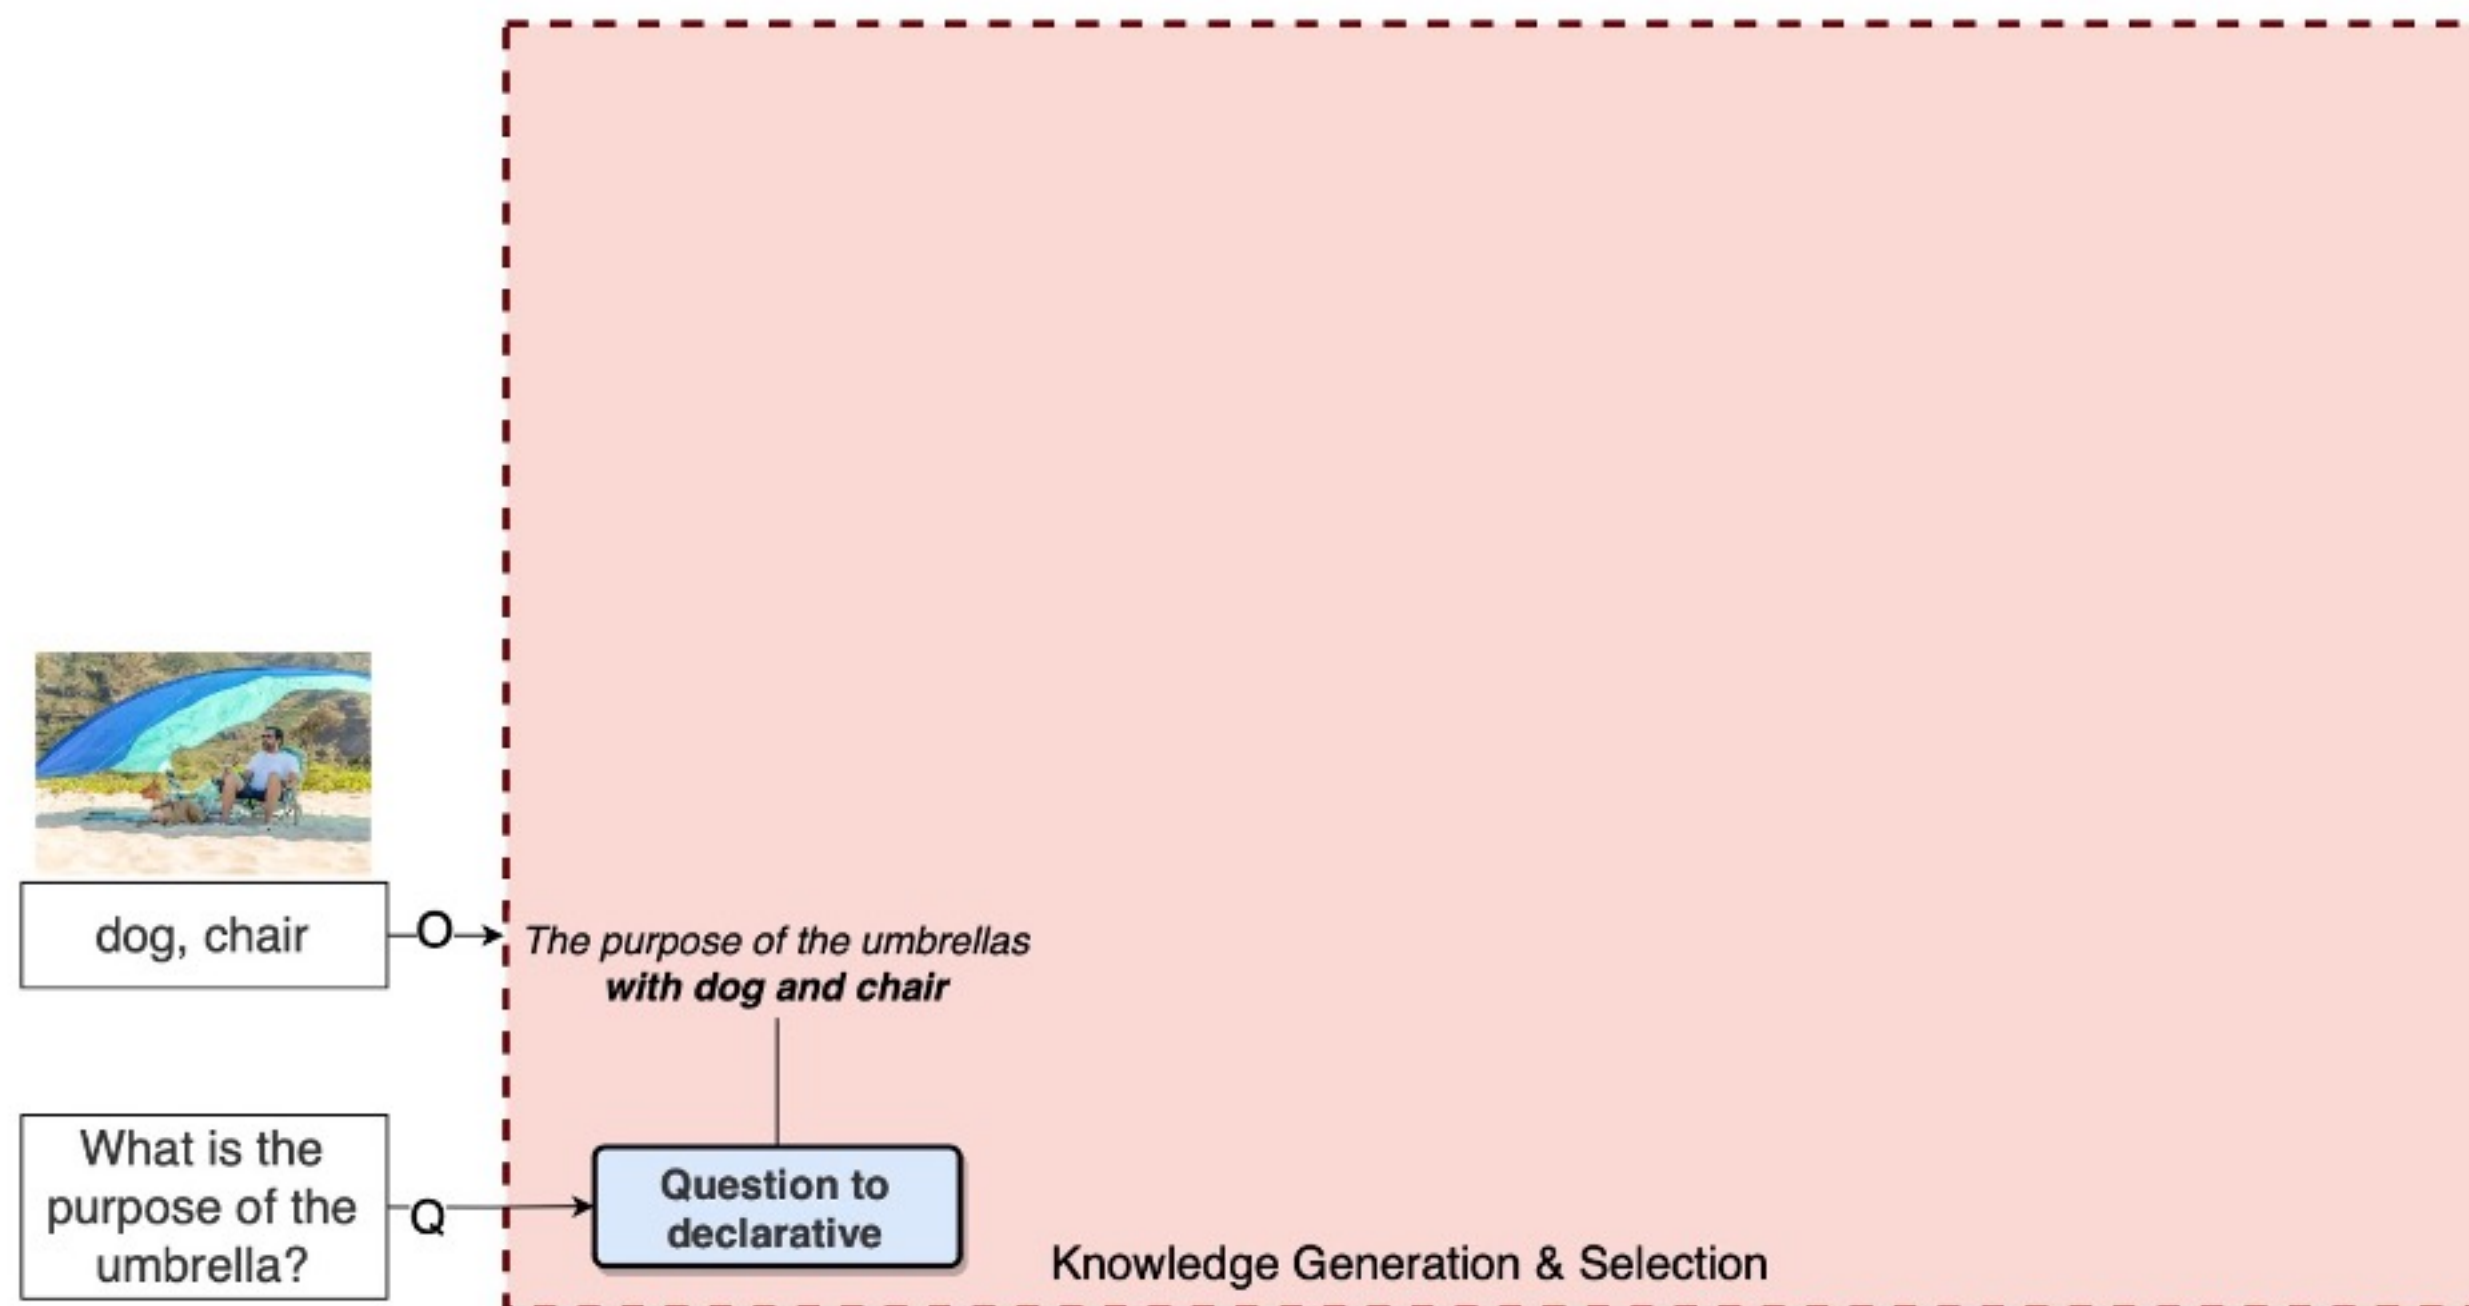 dog, chair
O
The purpose of the umbrellas
with dog and chair
What is the
purpose of the
umbrella?
Q
Question to
declarative
Knowledge Generation & Selection